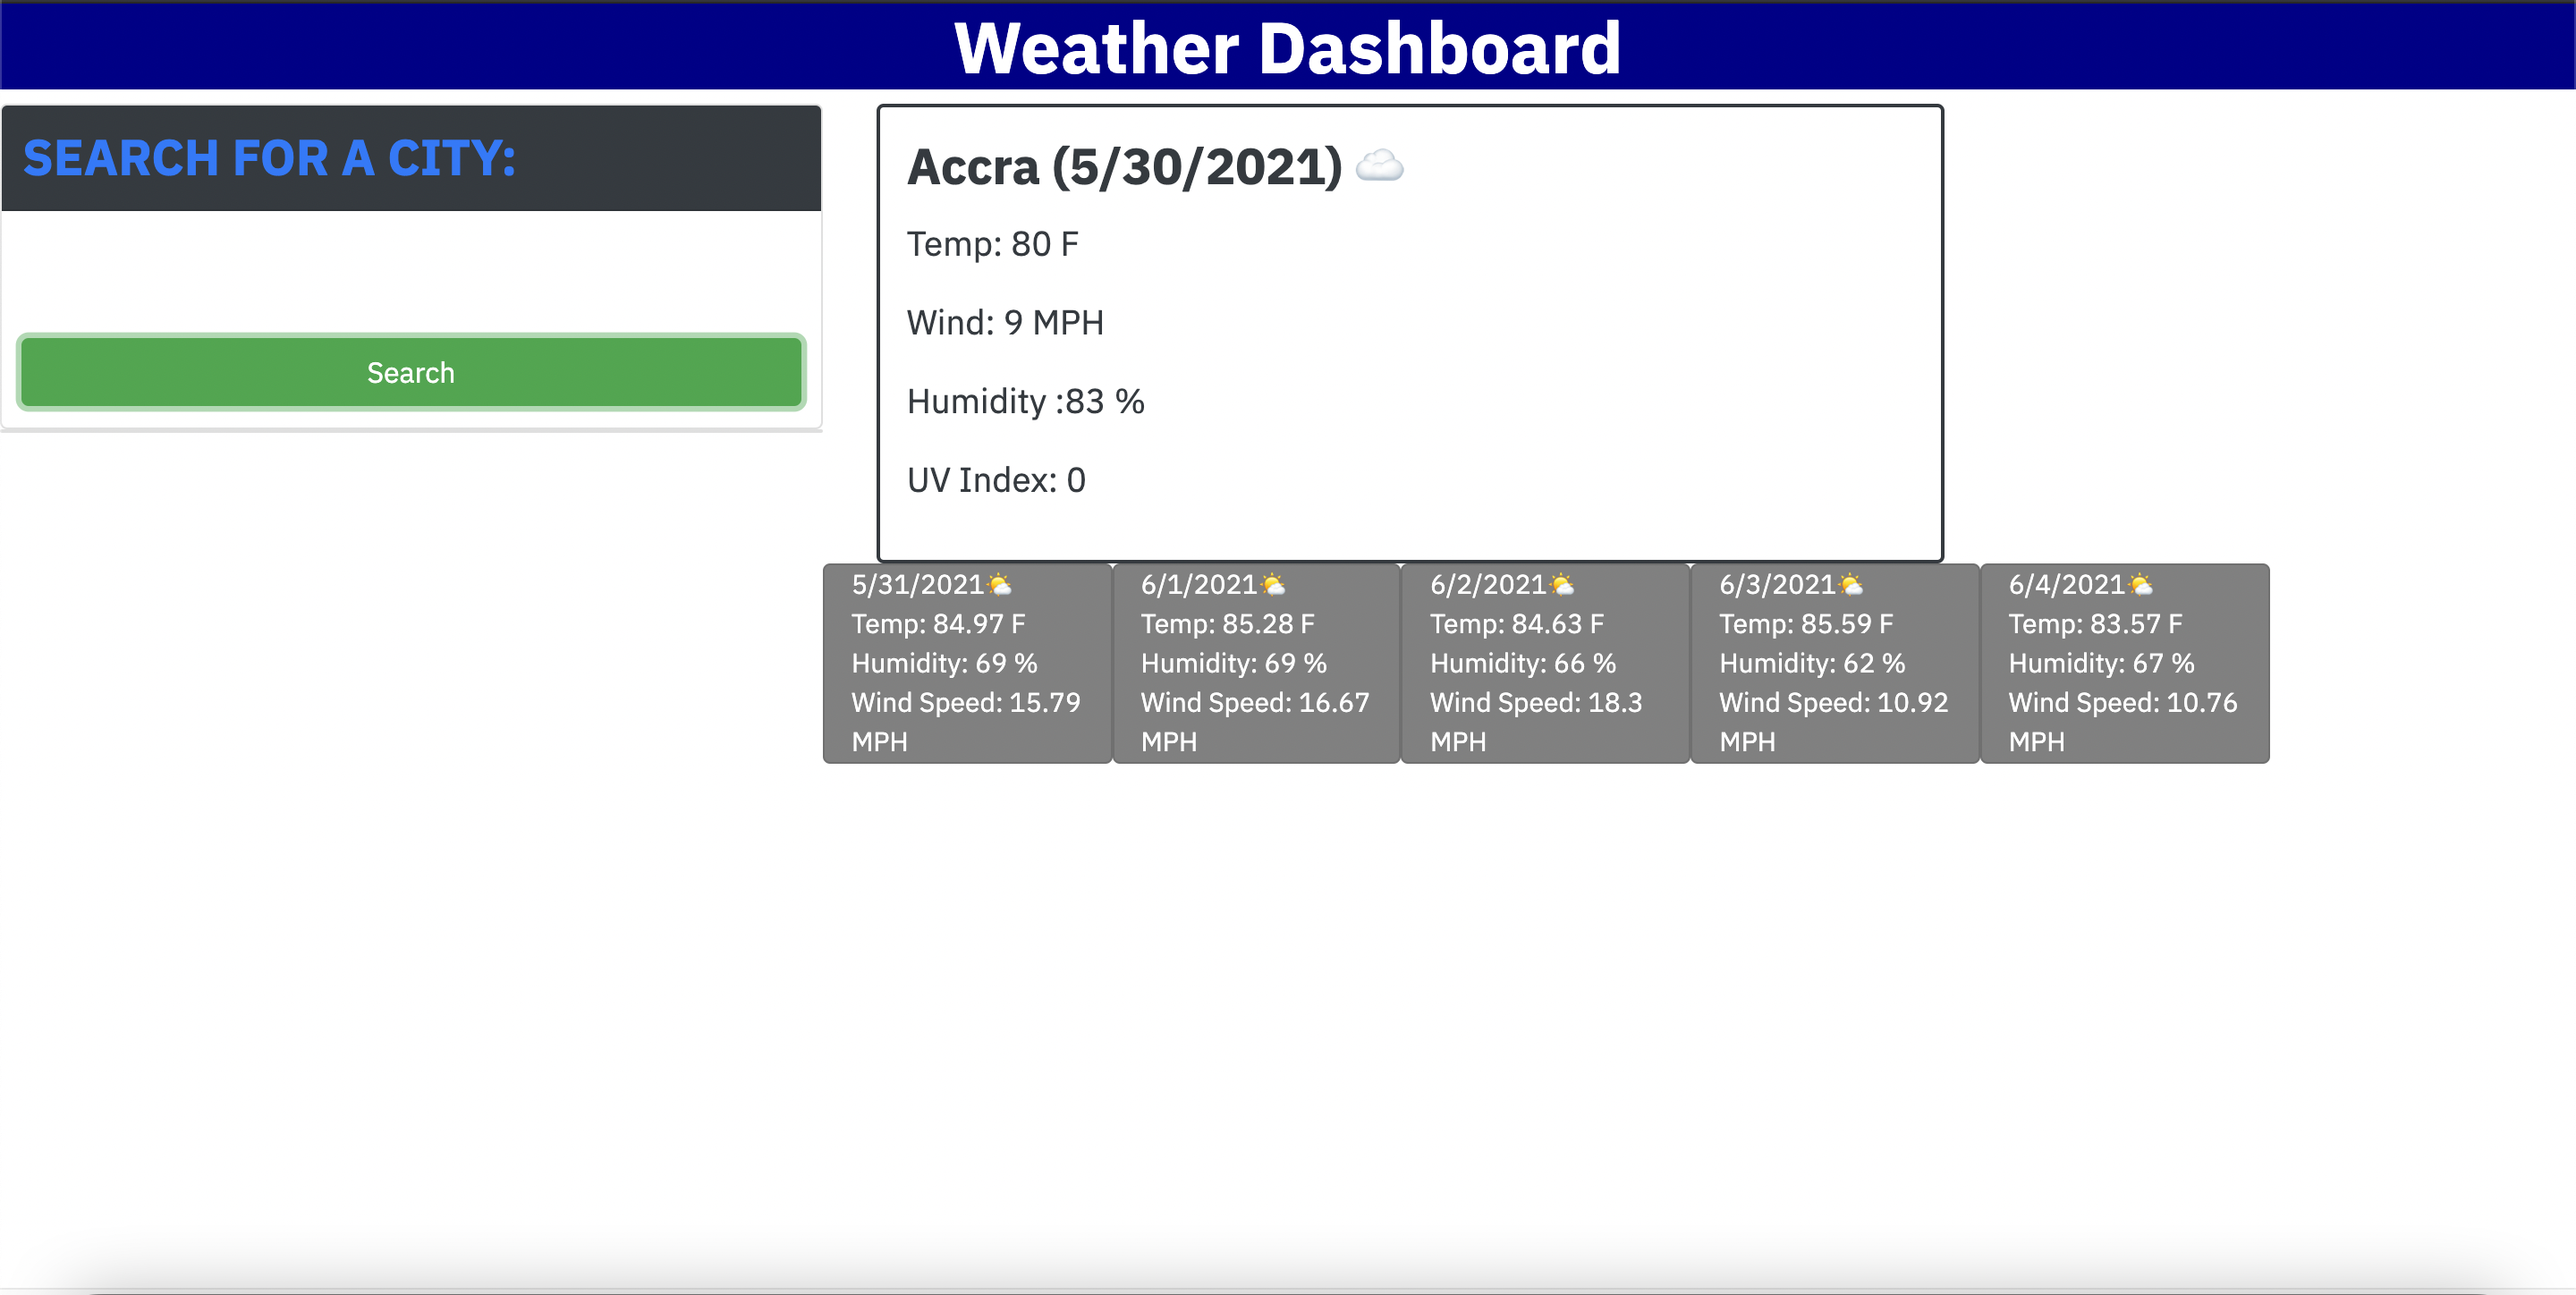 Weather Dashboard
SEARCH FOR A CITY:
Search
Accra (5/30/2021) ☁️
Temp: 80 F
Wind: 9 MPH
Humidity :83 %
UV Index: 0
5/31/2021🌤️
Temp: 84.97 F
Humidity: 69 %
Wind Speed: 15.79
MPH
6/1/2021🌤️
Temp: 85.28 F
Humidity: 69 %
Wind Speed: 16.67
MPH
6/2/2021🌤️
Temp: 84.63 F
Humidity: 66 %
Wind Speed: 18.3
MPH
6/3/2021🌤️
Temp: 85.59 F
Humidity: 62 %
Wind Speed: 10.92
MPH
6/4/2021🌤️
Temp: 83.57 F
Humidity: 67 %
Wind Speed: 10.76
MPH